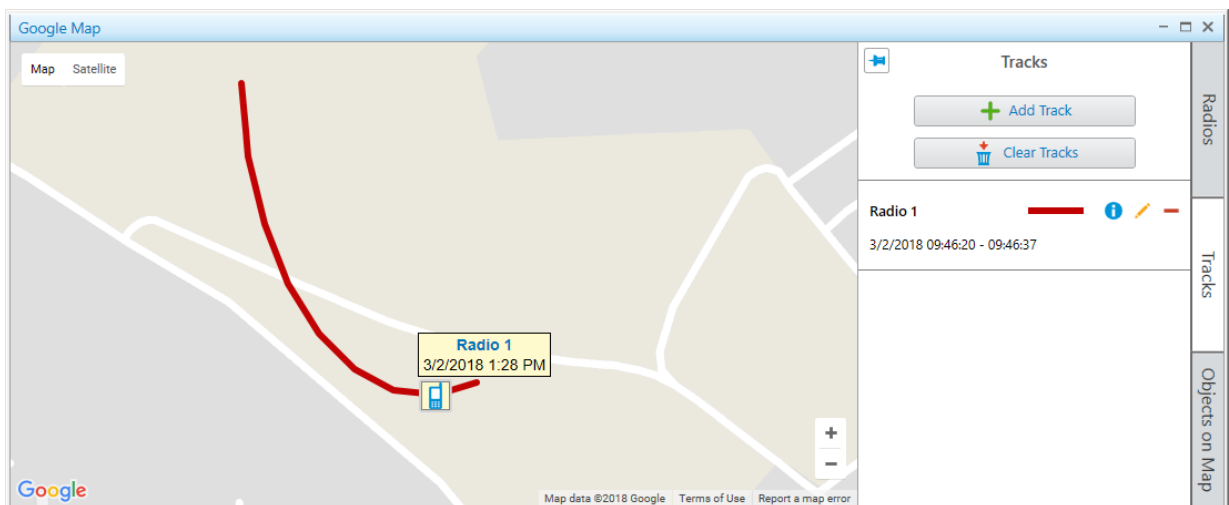 Google Map
Map Satellite
Radio 1
3/2/2018 1:28 PM
Google
Map data ©2018 Google Terms of Use Report a map error
Tracks
Add Track
Clear Tracks
Radio 1
3/2/2018 09:46:20 - 09:46:37
Radios
Tracks
Objects on Map